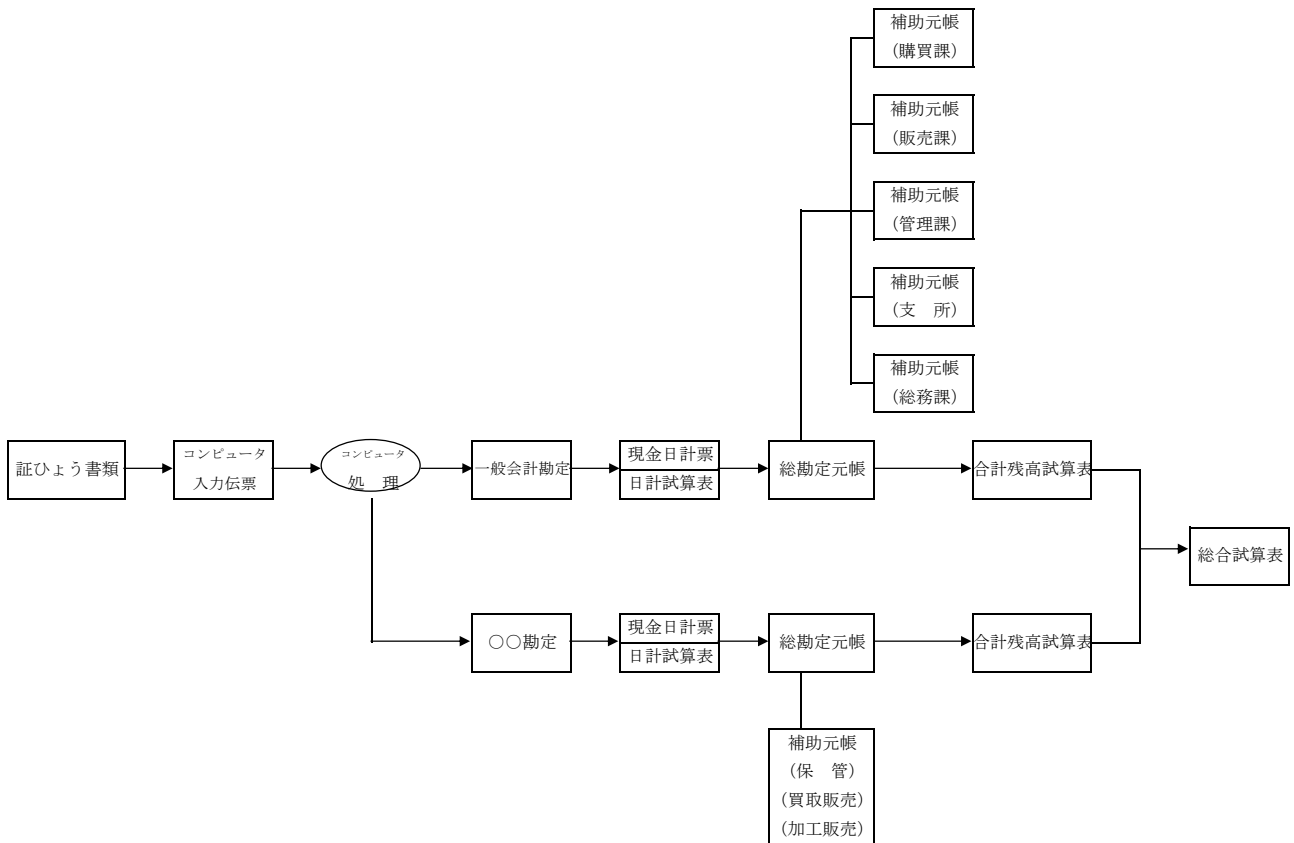 補助元帳
(購買課)
補助元帳
(販売課)
補助元帳
(管理課)
補助元帳
(支　所)
補助元帳
(総務課)
証ひょう書類
コンピュータ
入力伝票
コンピュータ
処　理
一般会計勘定
現金日計票
日計試算表
総勘定元帳
合計残高試算表
総合試算表
〇〇勘定
現金日計票
日計試算表
総勘定元帳
合計残高試算表
補助元帳
(保　管)
(買取販売)
(加工販売)